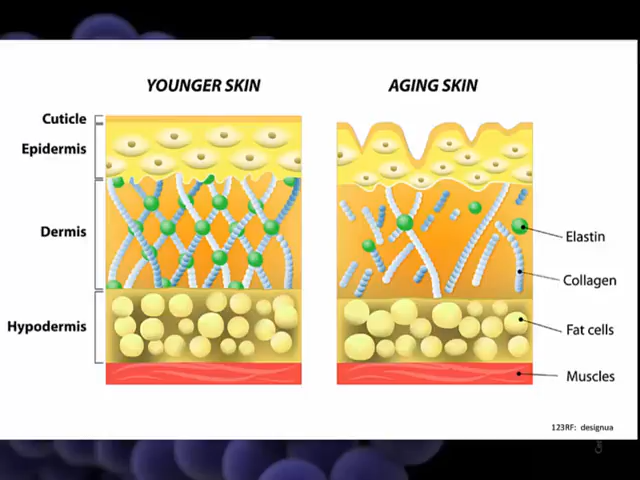 YOUNGER SKIN
AGING SKIN
Cuticle
Epidermis
Dermis
Hypodermis
Elastin
Collagen
Fat cells
Muscles
123RF: designua